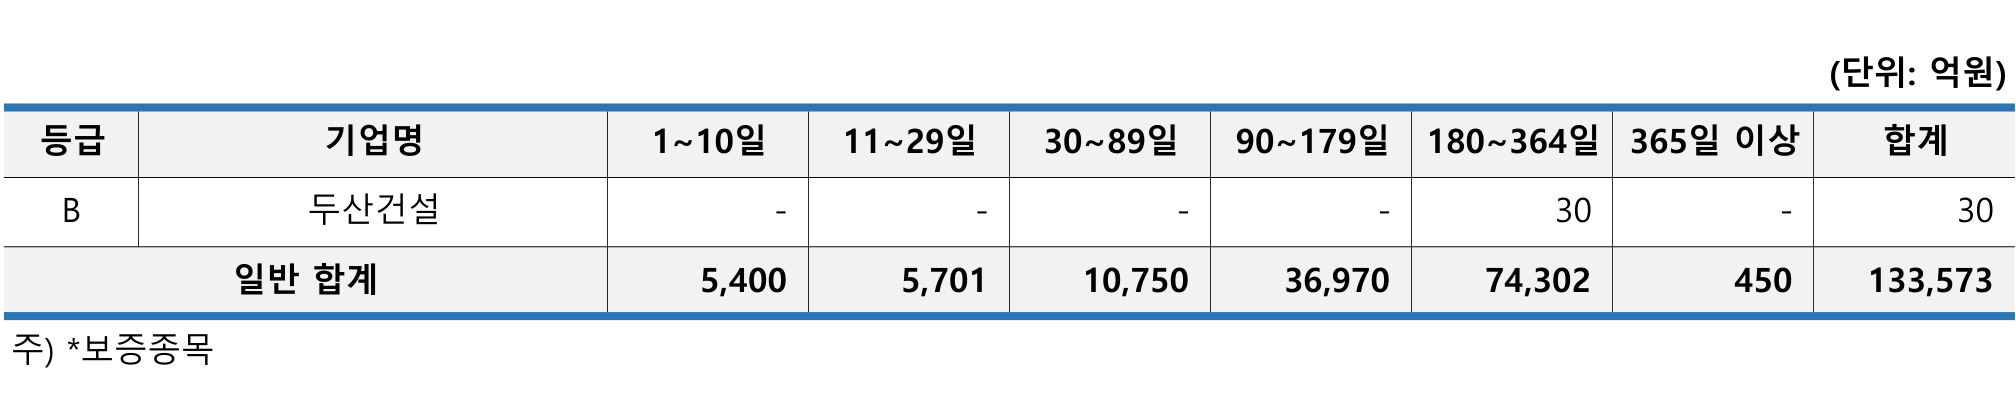 (단위: 억원)
등급 기업명 1~10일 11~29일 30~89일 90~179일 180~364일 365일 이상 합계
B 두산건설 - - - - 30 - 30
일반 합계 5,400 5,701 10,750 36,970 74,302 450 133,573
주) *보증종목